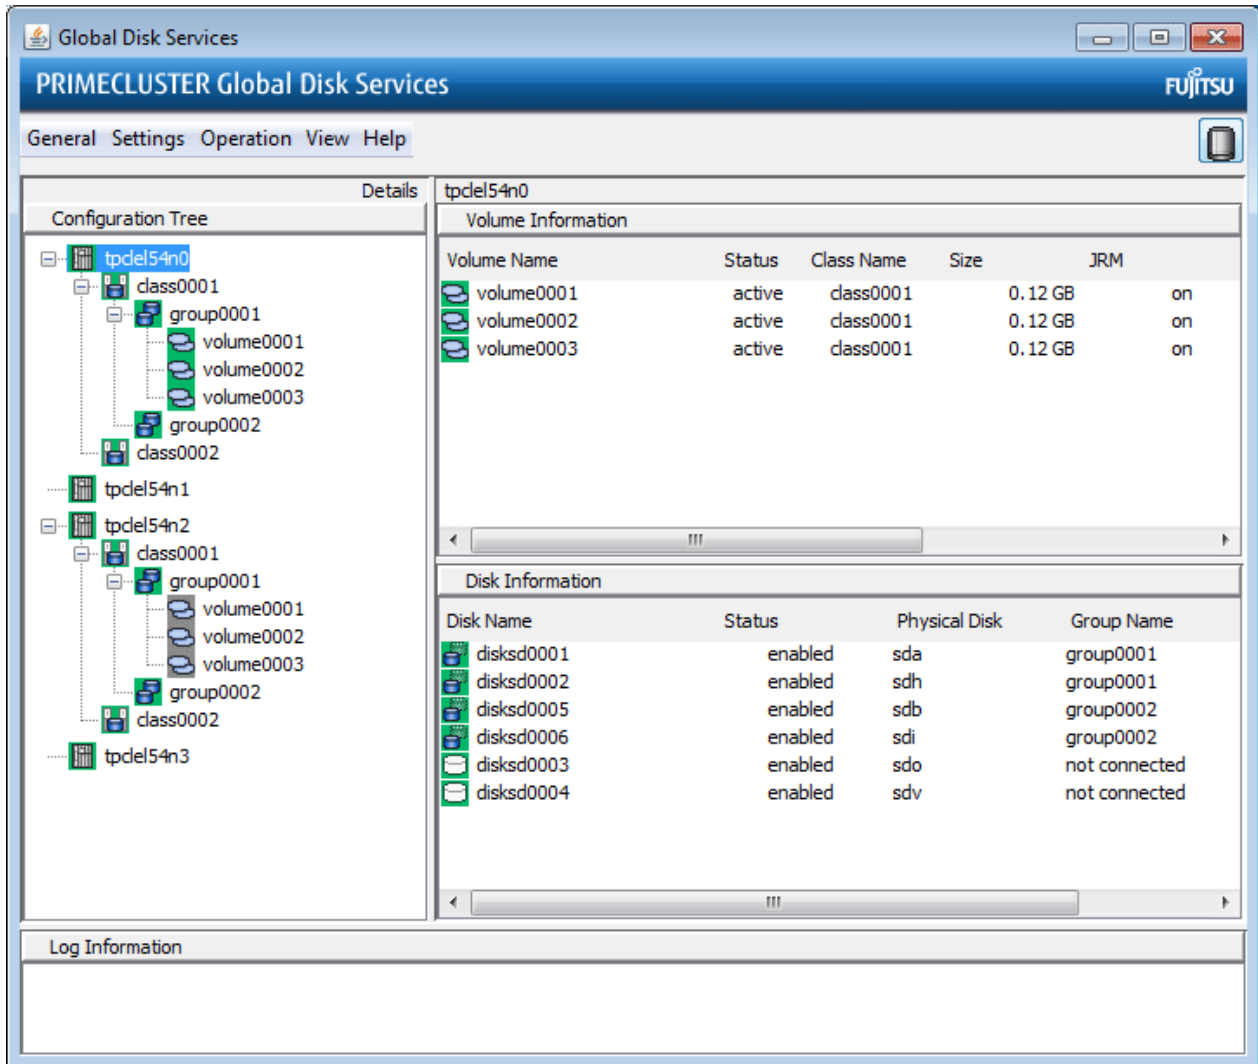 Global Disk Services
PRIMECLUSTER Global Disk Services
FUJITSU
General Settings Operation View Help
Details
Configuration Tree
tpclel54n0
class0001
group0001
volume0001
volume0002
volume0003
group0002
class0002
tpclel54n1
tpclel54n2
class0001
group0001
volume0001
volume0002
volume0003
group0002
class0002
tpclel54n3
tpclel54n0
Volume Information
Volume Name Status Class Name Size JRM
volume0001 active class0001 0.12 GB on
volume0002 active class0001 0.12 GB on
volume0003 active class0001 0.12 GB on
Disk Information
Disk Name Status Physical Disk Group Name
disksd0001 enabled sda group0001
disksd0002 enabled sdh group0001
disksd0005 enabled sdb group0002
disksd0006 enabled sdi group0002
disksd0003 enabled sdo not connected
disksd0004 enabled sdv not connected
Log Information